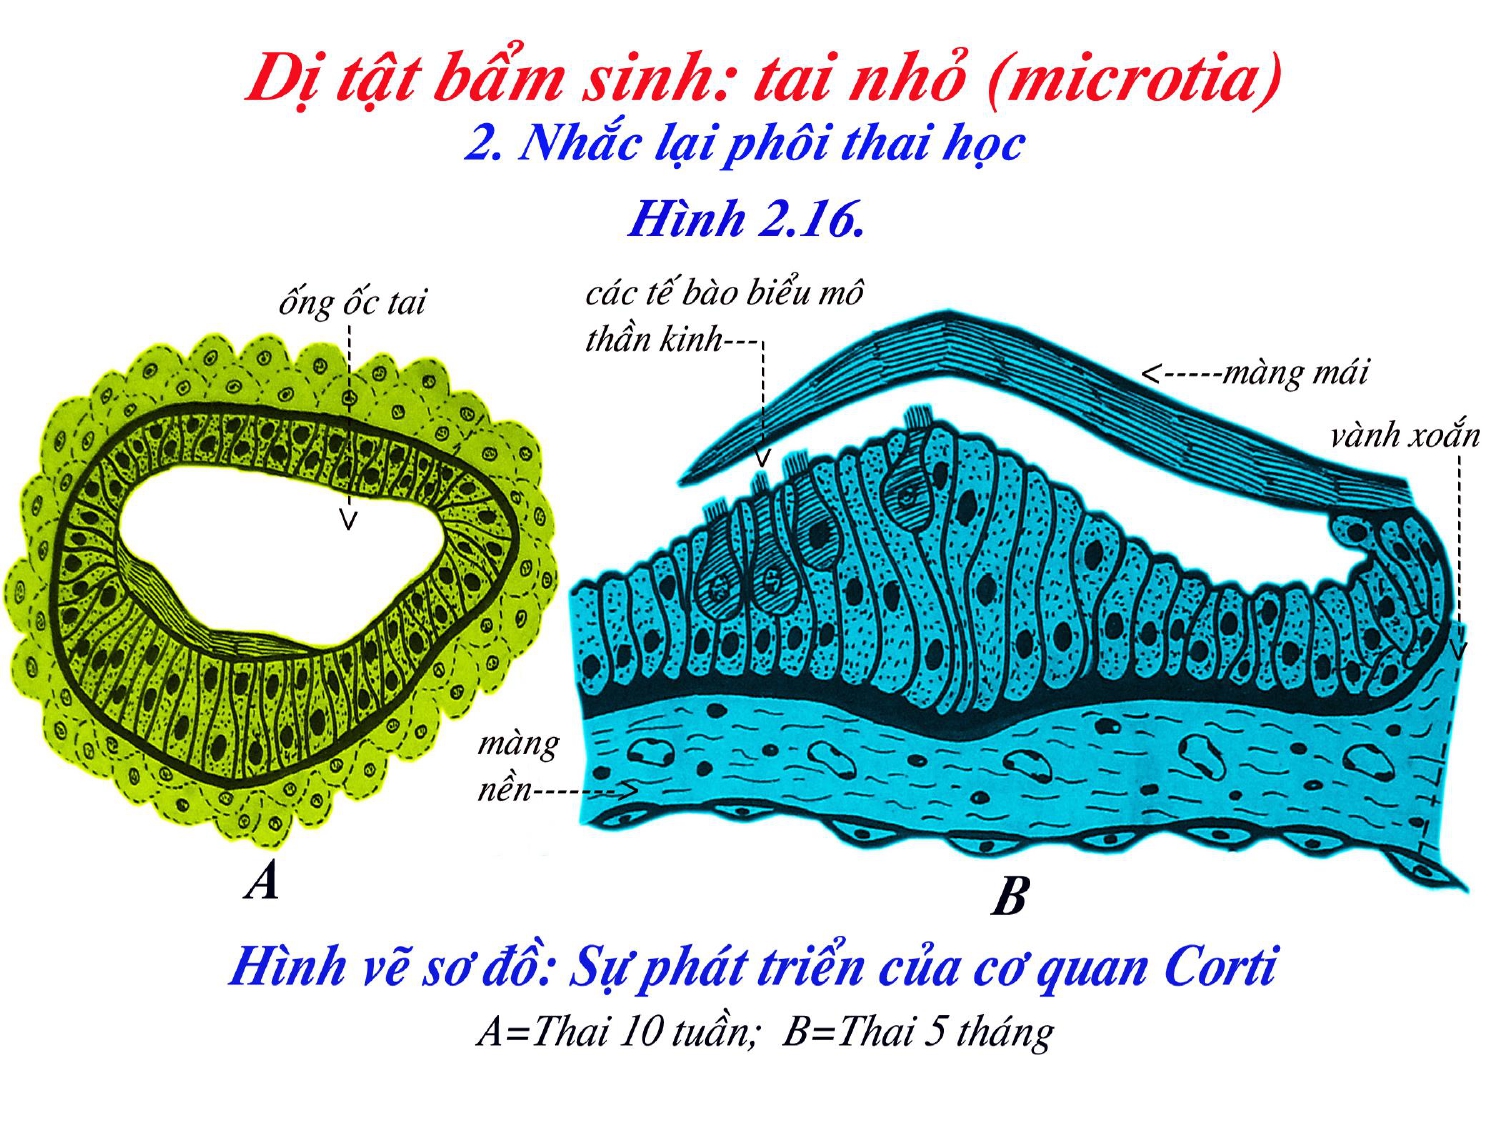 Dị tật bẩm sinh: tai nhỏ (microtia)
2. Nhắc lại phôi thai học
Hình 2.16.
ống ốc tai
các tế bào biểu mô
thần kinh---
<-----màng mái
vành xoắn
màng
nền------->
A
B
Hình vẽ sơ đồ: Sự phát triển của cơ quan Corti
A=Thai 10 tuần; B=Thai 5 tháng